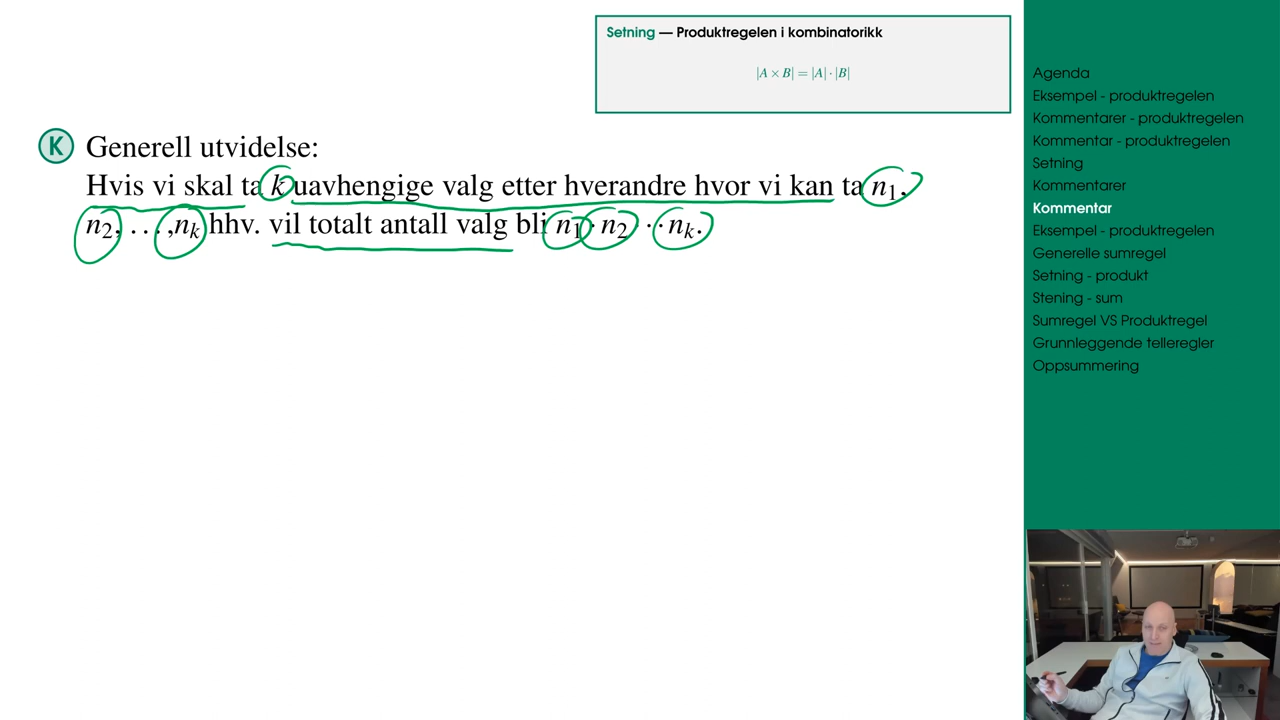 Setning — Produktregelen i kombinatorikk
|A × B| = |A| · |B|
K Generell utvidelse:
Hvis vi skal ta k uavhengige valg etter hverandre hvor vi kan ta n₁,
n₂, …,nₖ hhv. vil totalt antall valg bli n₁ · n₂ ⋯ nₖ.
Agenda
Eksempel - produktregelen
Kommentarer - produktregelen
Kommentar - produktregelen
Setning
Kommentarer
Kommentar
Eksempel - produktregelen
Generelle sumregel
Setning - produkt
Stening - sum
Sumregel VS Produktregel
Grunnleggende telleregler
Oppsummering